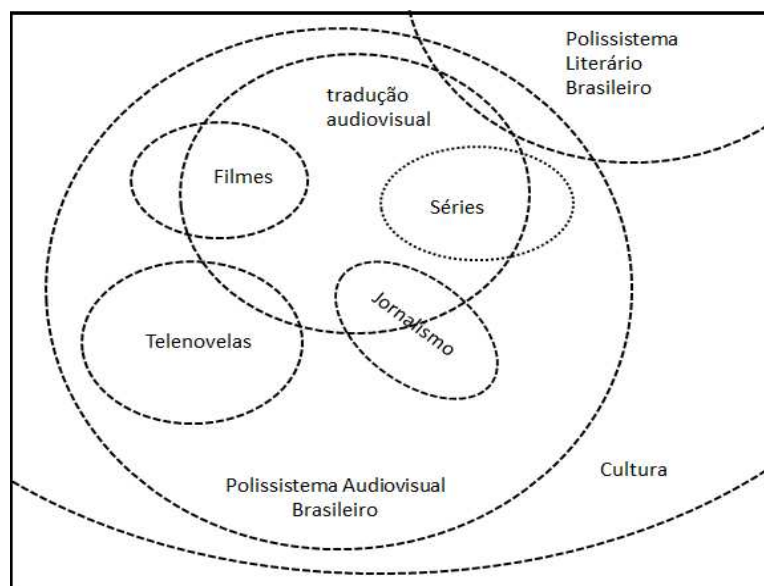 Polissistema
Literário
Brasileiro
tradução
audiovisual
Filmes
Séries
Jornalismo
Telenovelas
Cultura
Polissistema Audiovisual
Brasileiro